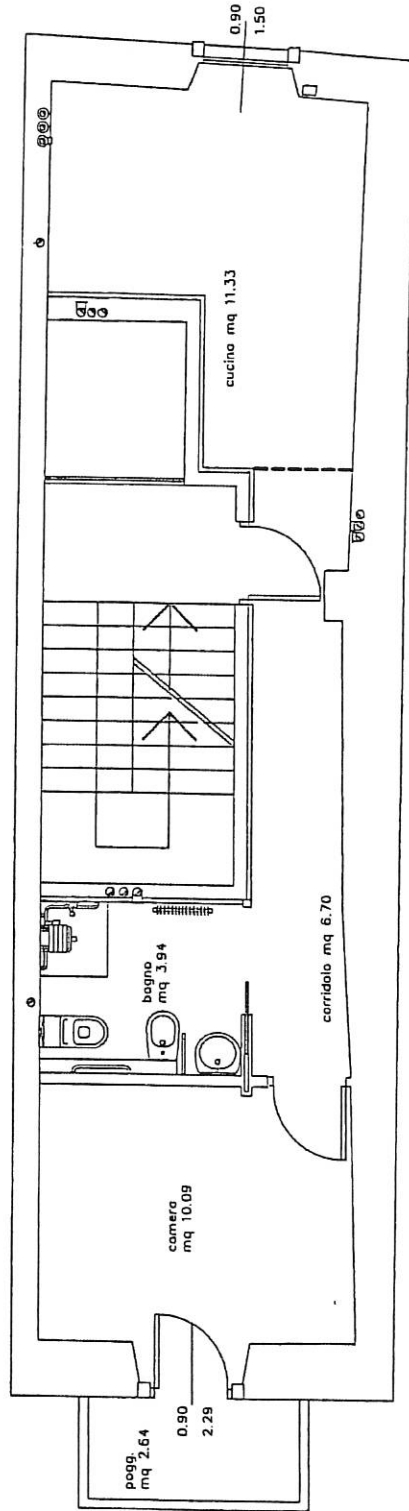 0.90
1.50
cucina mq 11.33
corridoio mq 6.70
bagno
mq 3.94
camera
mq 10.09
0.90
2.29
pogg.
mq 2.64